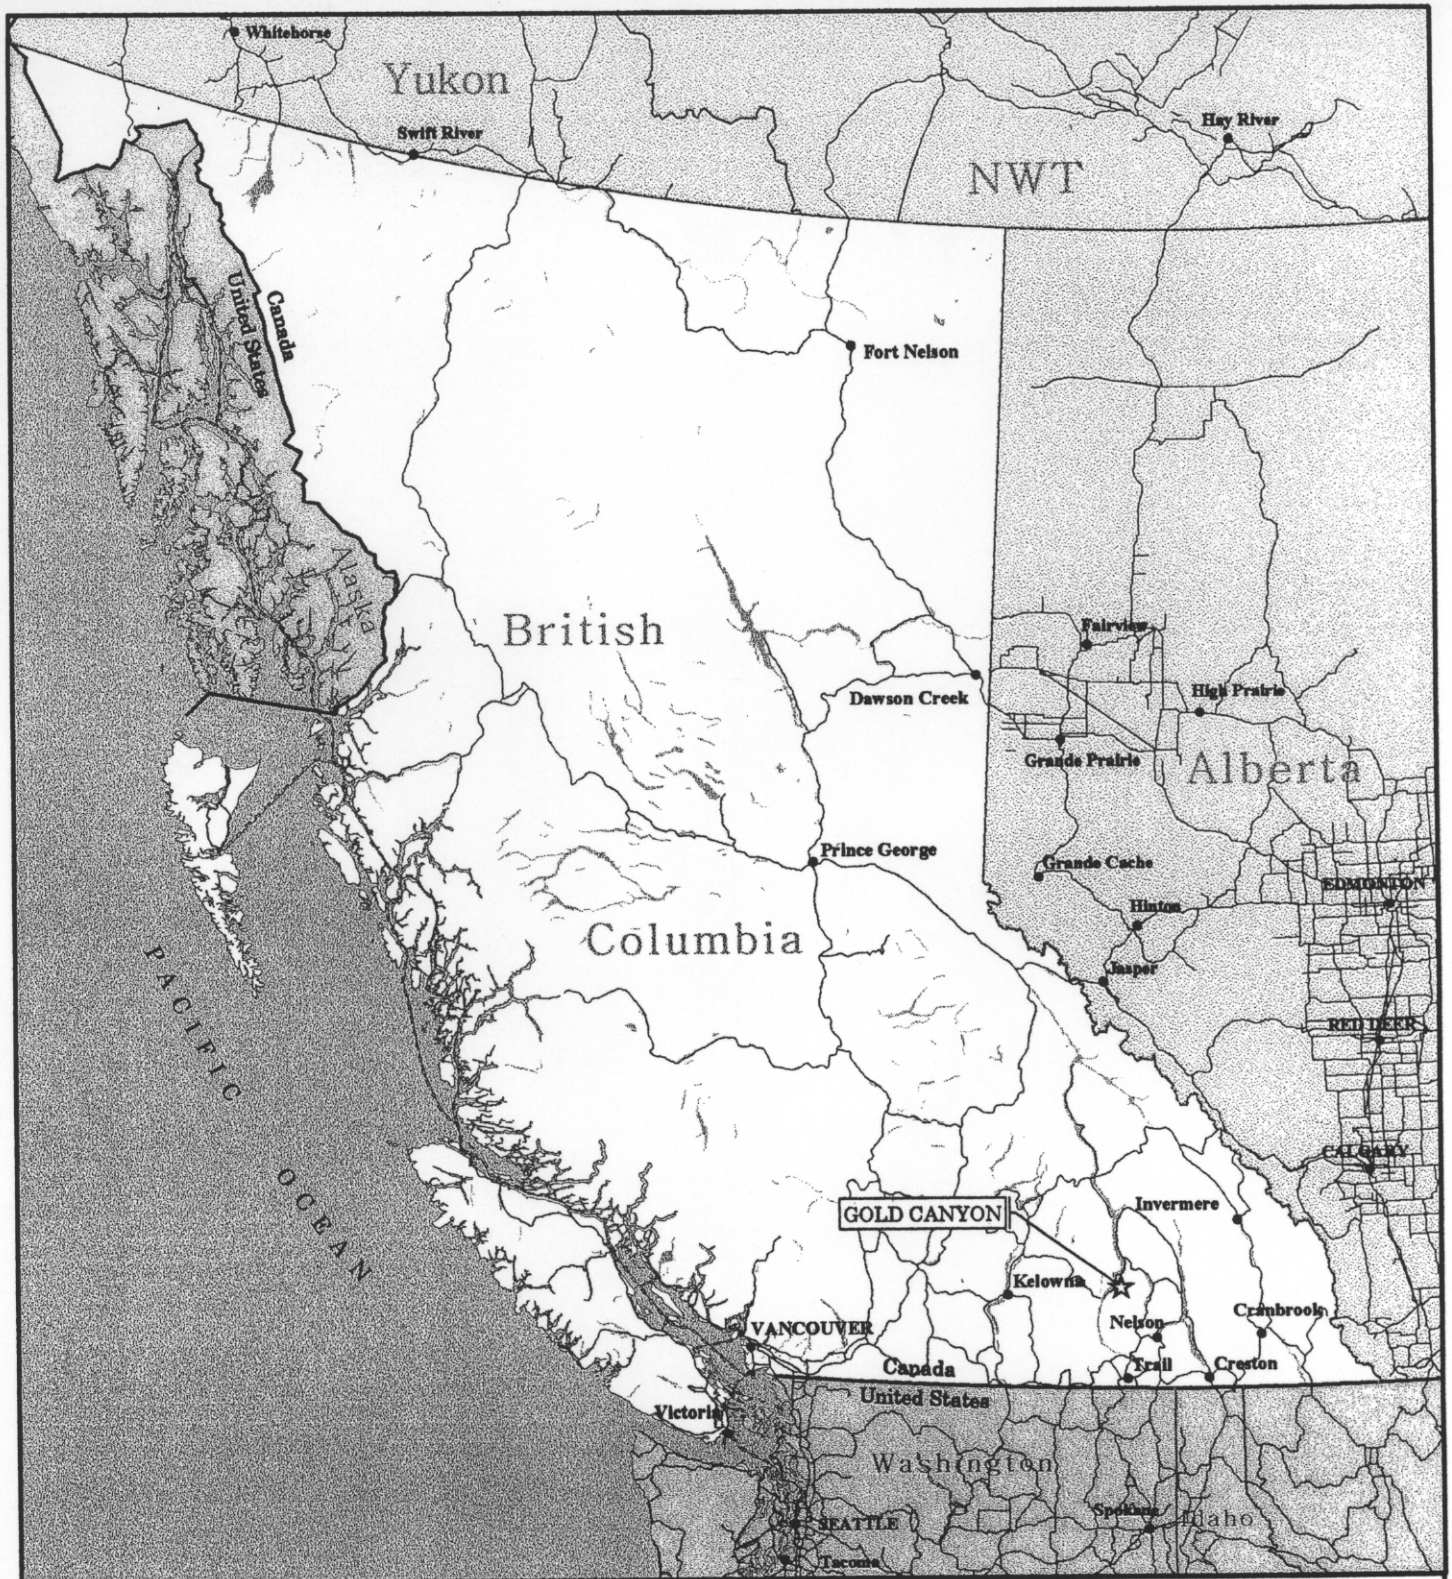 Whitehorse
Yukon
Swift River
Hay River
NWT
Canada
United States
Fort Nelson
Alaska
British
Fairview
Dawson Creek
High Prairie
Grande Prairie
Alberta
Prince George
Grande Cache
EDMONTON
Hinton
Columbia
Jasper
PACIFIC
RED DEER
CALGARY
OCEAN
GOLD CANYON
Invermere
Kelowna
Cranbrook
Nelson
VANCOUVER
Canada
Trail
Creston
United States
Victoria
Washington
Spokane
Idaho
SEATTLE
Tacoma